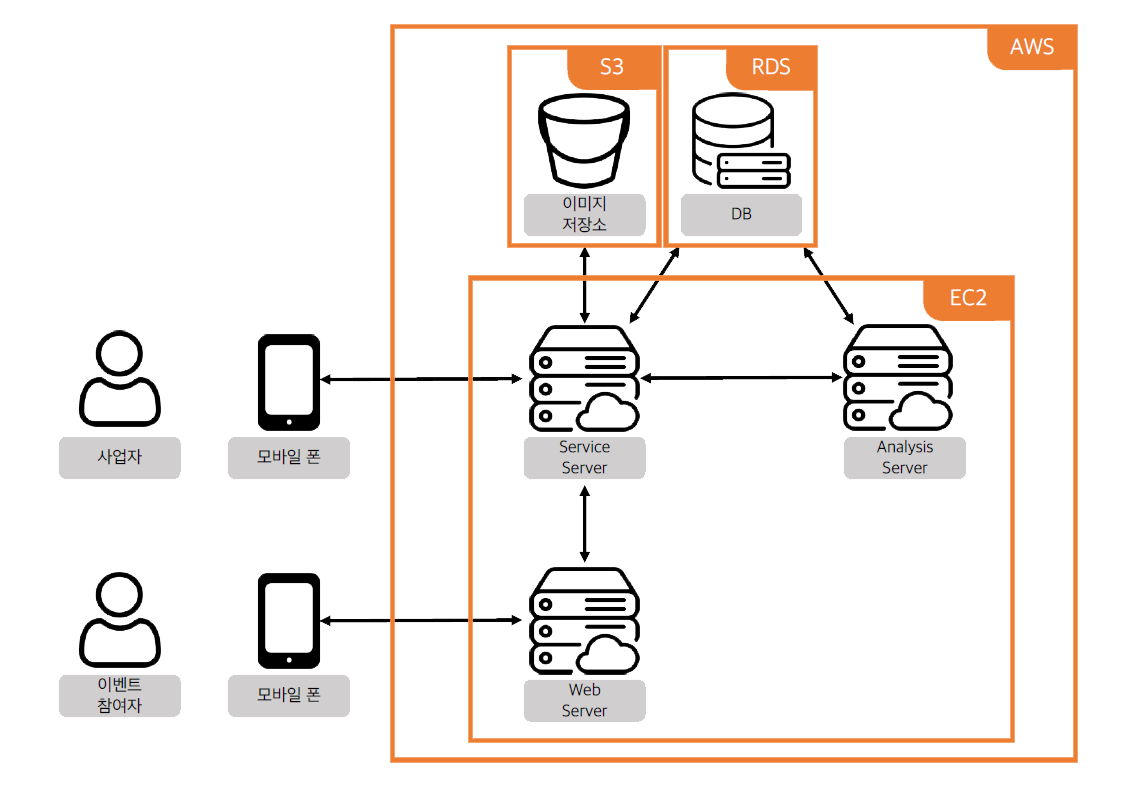 AWS
S3
RDS
이미지
저장소
DB
EC2
사업자
모바일 폰
Service
Server
Analysis
Server
이벤트
참여자
모바일 폰
Web
Server